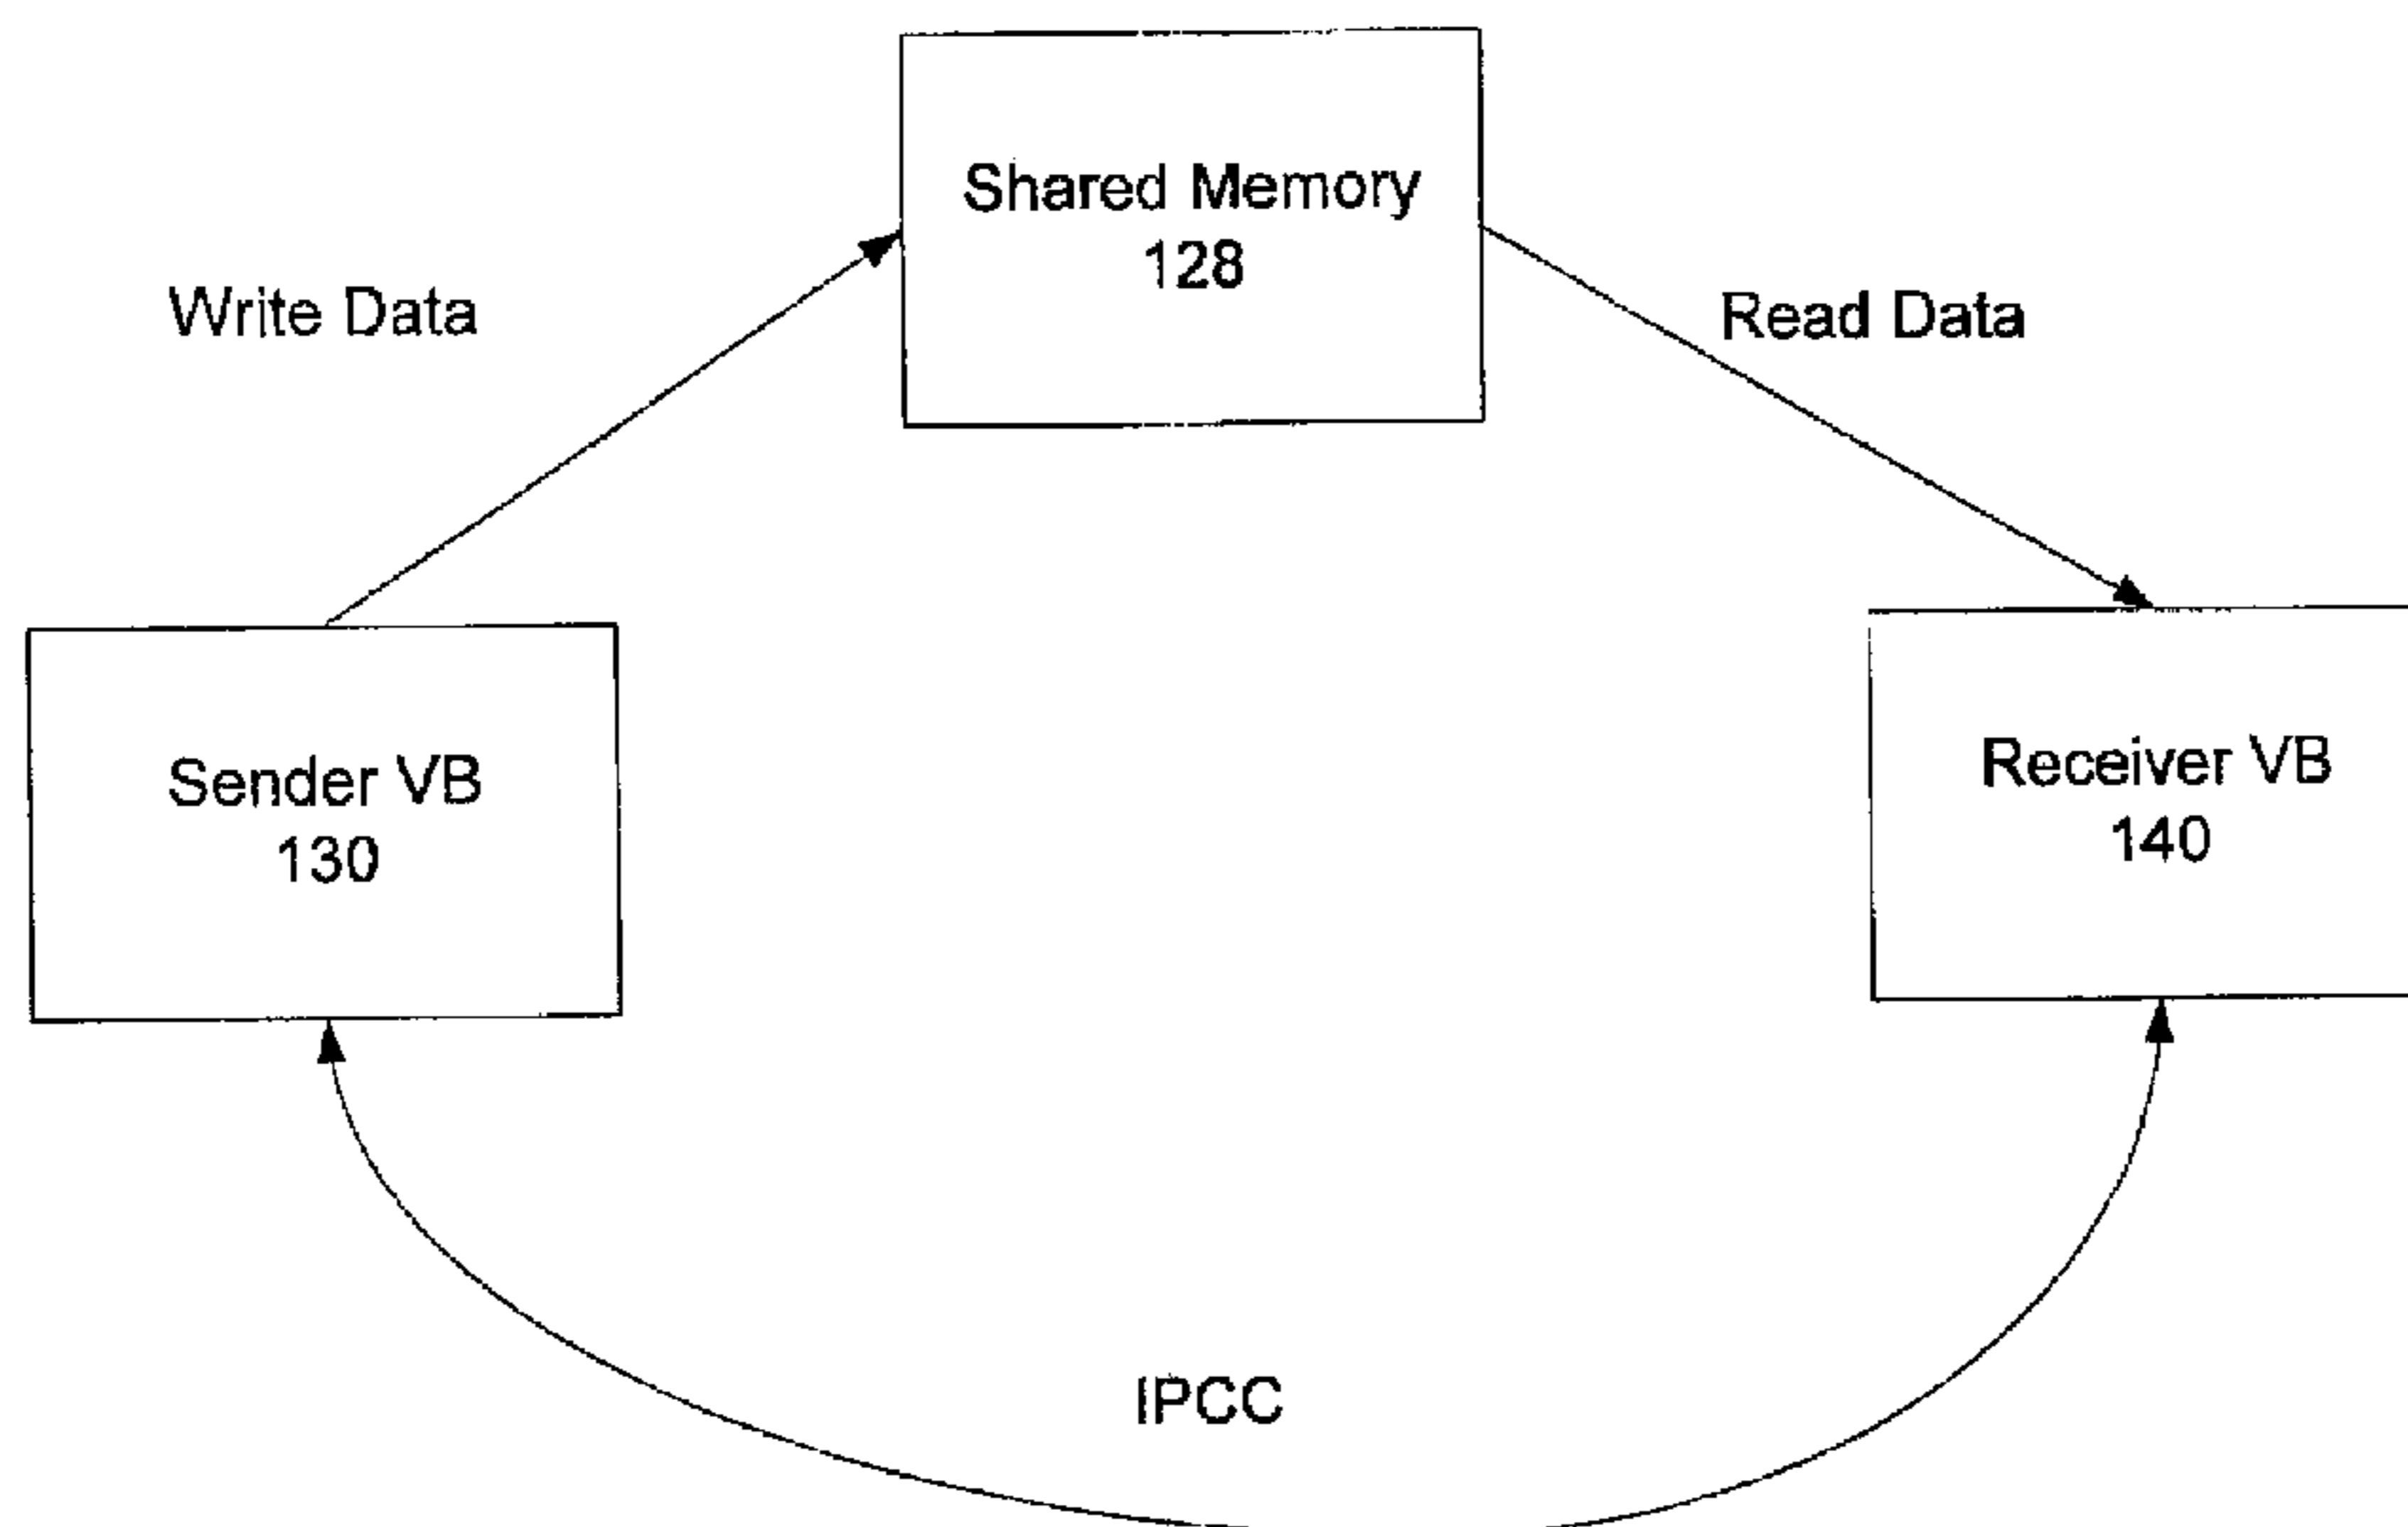 Shared Memory
128
Write Data
Read Data
Sender VB
130
Receiver VB
140
IPCC